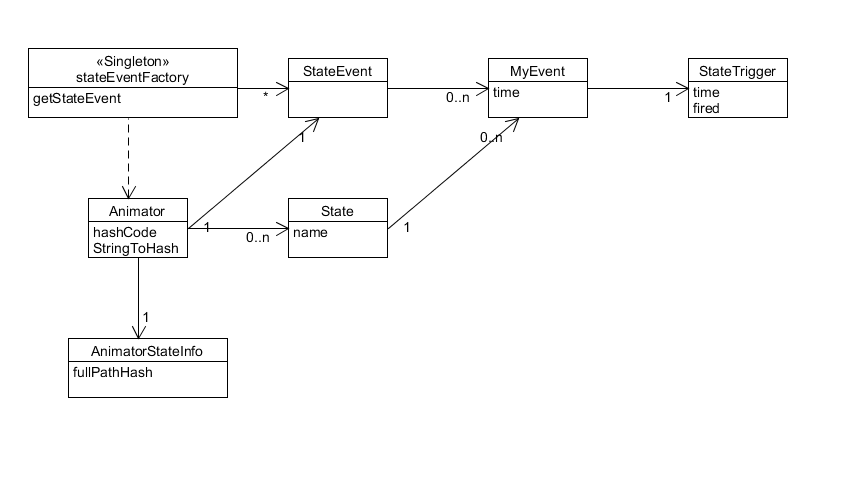 «Singleton»
stateEventFactory
getStateEvent
*
StateEvent
0..n
MyEvent
time
1
StateTrigger
time
fired
1
0..n
Animator
hashCode
StringToHash
1
0..n
State
name
1
1
AnimatorStateInfo
fullPathHash